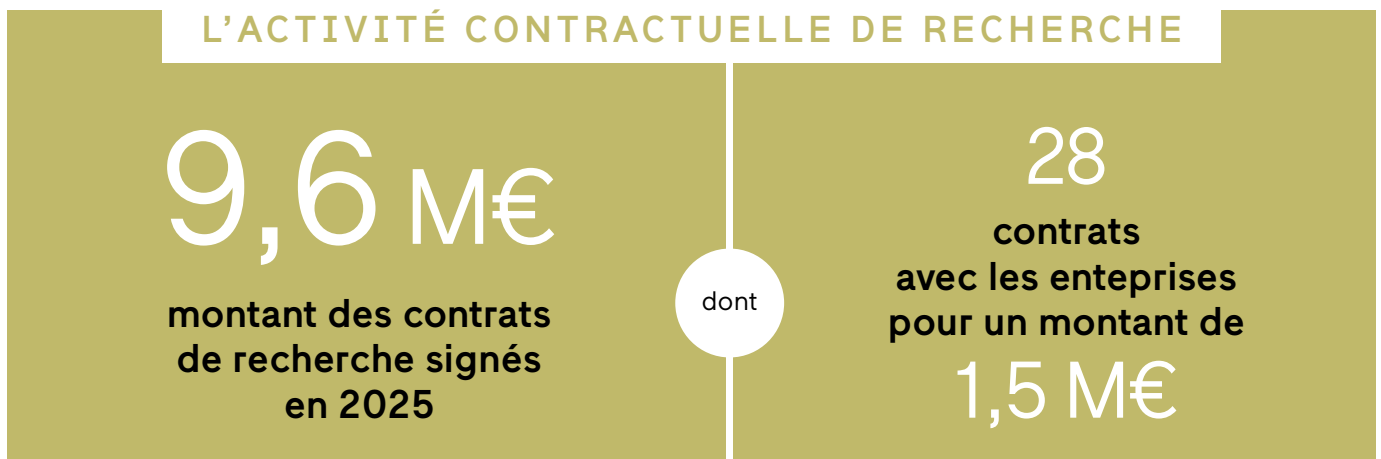 L’ACTIVITÉ CONTRACTUELLE DE RECHERCHE
9,6 M€
montant des contrats
de recherche signés
en 2025
dont
28
contrats
avec les enteprises
pour un montant de
1,5 M€